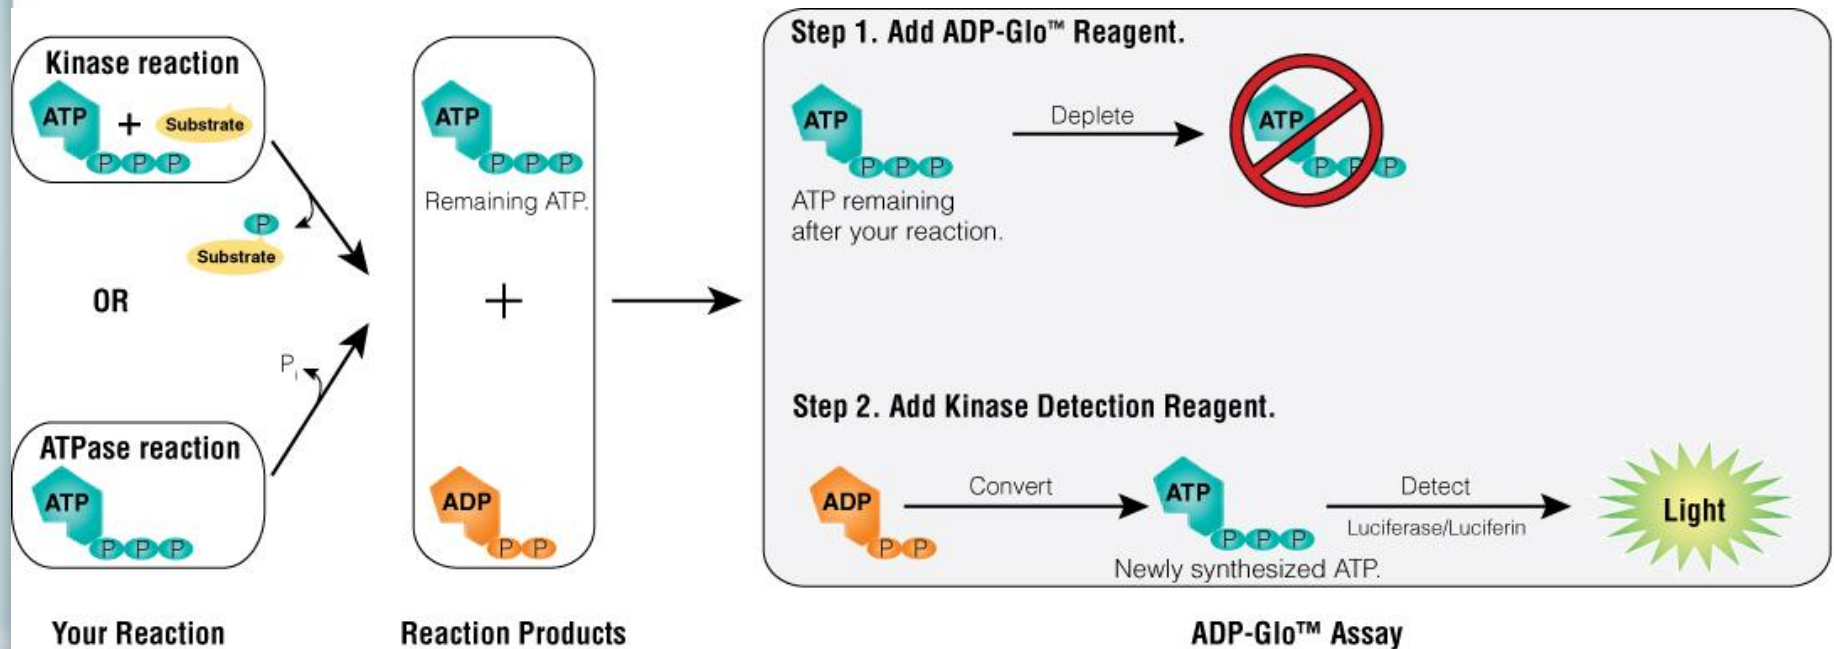 Kinase reaction
ATP + Substrate
P P P
P
Substrate
OR
Pi
ATPase reaction
ATP
P P P
Your Reaction
ATP
P P P
Remaining ATP.
+
ADP
P P
Reaction Products
Step 1. Add ADP-Glo™ Reagent.
ATP
P P P
ATP remaining
after your reaction.
Deplete
ATP
P P P
Step 2. Add Kinase Detection Reagent.
ADP
P P
Convert
ATP
P P P
Newly synthesized ATP.
Detect
Luciferase/Luciferin
Light
ADP-Glo™ Assay